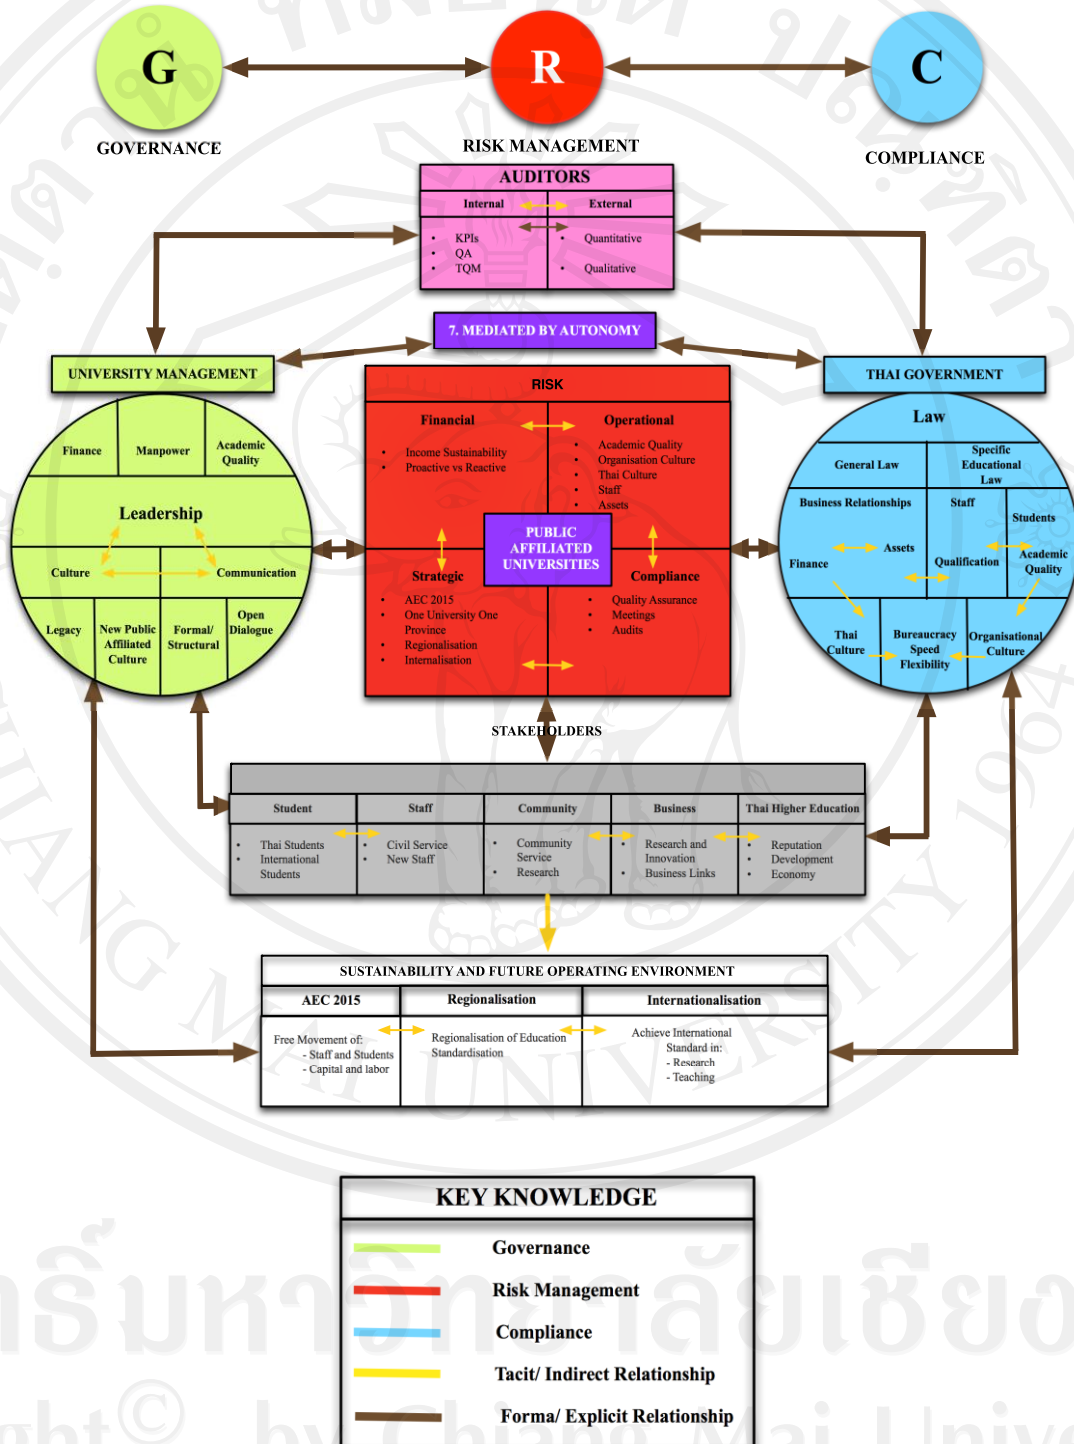 G
R
C
GOVERNANCE
RISK MANAGEMENT
COMPLIANCE
AUDITORS
Internal
External
• KPIs
• QA
• TQM
• Quantitative
• Qualitative
7. MEDIATED BY AUTONOMY
UNIVERSITY MANAGEMENT
Finance
Manpower
Academic
Quality
Leadership
Culture
Communication
Legacy
New Public
Affiliated
Culture
Formal/
Structural
Open
Dialogue
RISK
Financial
• Income Sustainability
• Proactive vs Reactive
Operational
• Academic Quality
• Organisation Culture
• Thai Culture
• Staff
• Assets
PUBLIC
AFFILIATED
UNIVERSITIES
Strategic
• AEC 2015
• One University One
Province
• Regionalisation
• Internalisation
Compliance
• Quality Assurance
• Meetings
• Audits
THAI GOVERNMENT
Law
General Law
Specific
Educational
Law
Business Relationships
Staff
Students
Assets
Finance
Qualification
Academic
Quality
Thai
Culture
Bureaucracy
Speed
Flexibility
Organisational
Culture
STAKEHOLDERS
Student
Staff
Community
Business
Thai Higher Education
• Thai Students
• International
Students
• Civil Service
• New Staff
• Community
Service
• Research
• Research and
Innovation
• Business Links
• Reputation
• Development
• Economy
SUSTAINABILITY AND FUTURE OPERATING ENVIRONMENT
AEC 2015
Regionalisation
Internationalisation
Free Movement of:
- Staff and Students
- Capital and labor
Regionalisation of Education
Standardisation
Achieve International
Standard in:
- Research
- Teaching
KEY KNOWLEDGE
Governance
Risk Management
Compliance
Tacit/ Indirect Relationship
Forma/ Explicit Relationship
CHIANG MAI UNIVERSITY 1964
by Chiang Mai